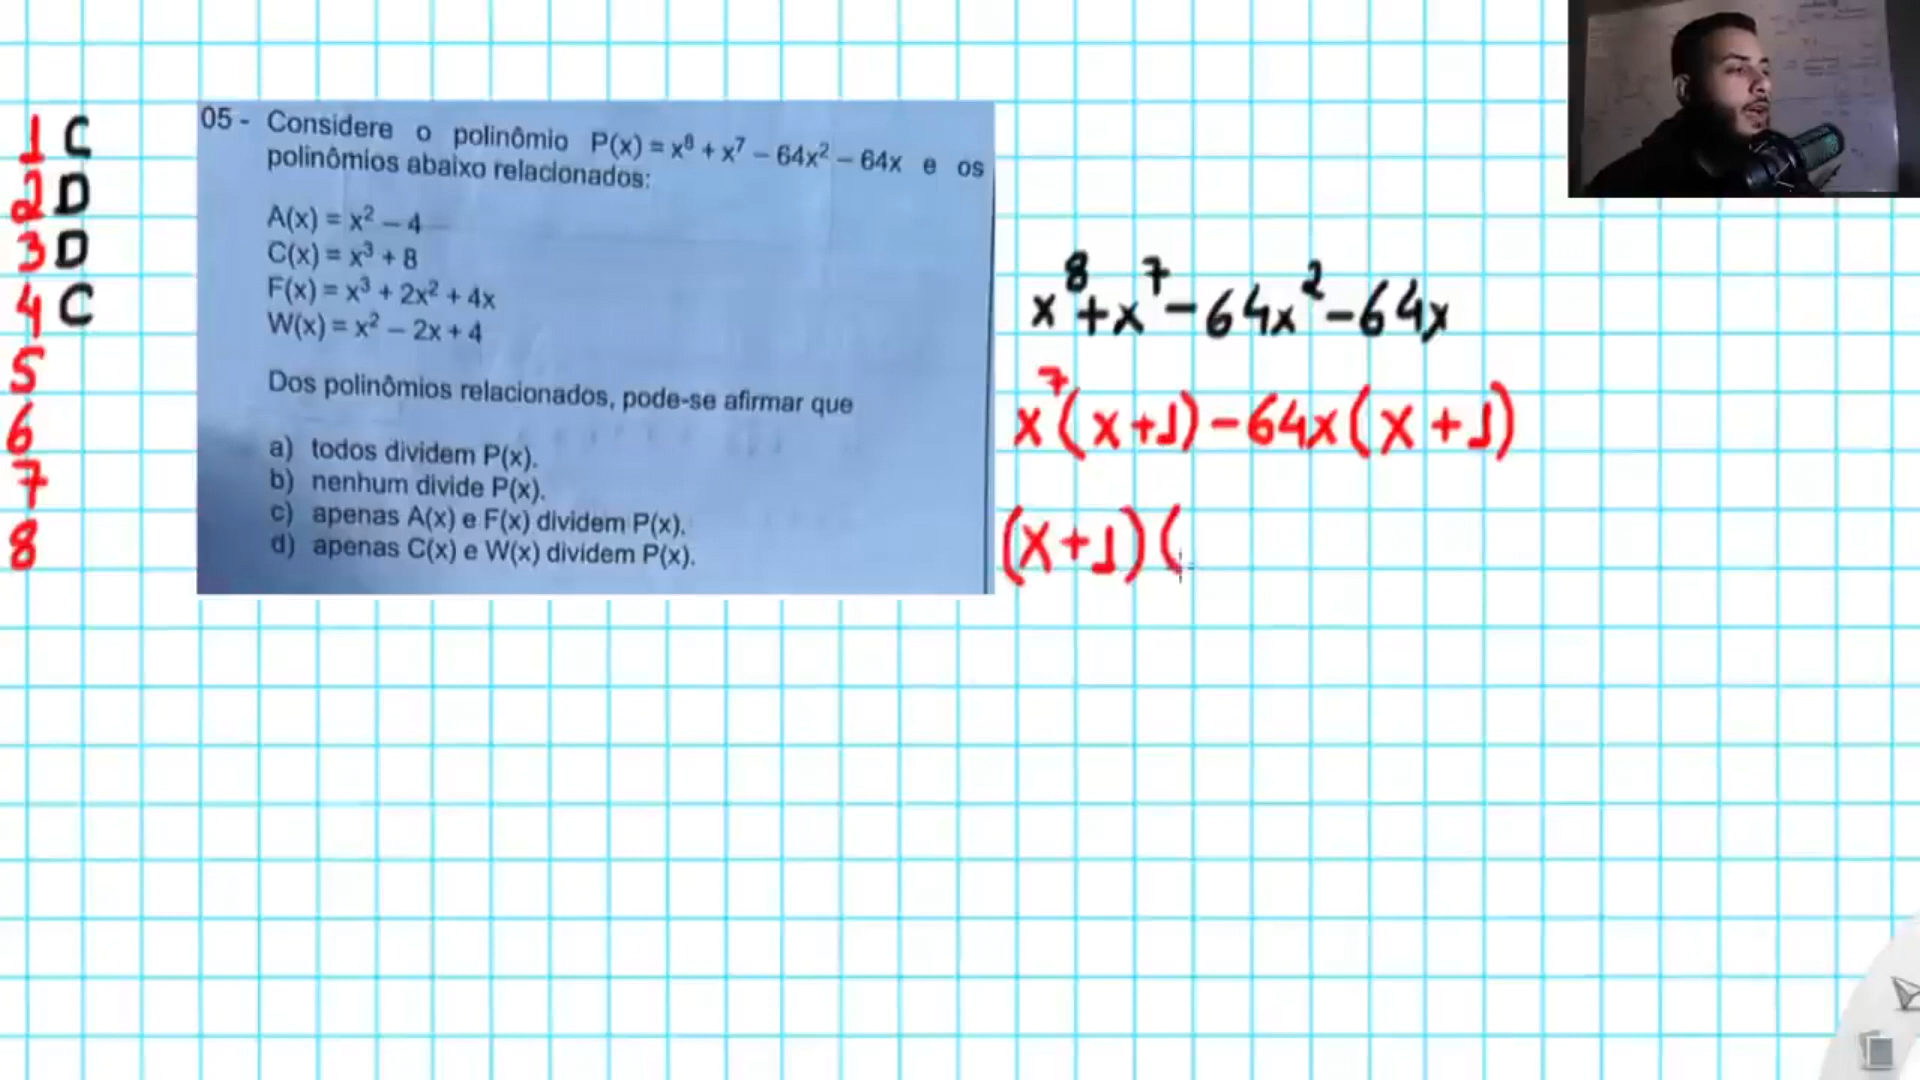 1 C
2 D
3 D
4 C
5
6
7
8
05 - Considere o polinômio P(x) = x⁸ + x⁷ – 64x² – 64x e os
polinômios abaixo relacionados:
A(x) = x² – 4
C(x) = x³ + 8
F(x) = x³ + 2x² + 4x
W(x) = x² – 2x + 4
Dos polinômios relacionados, pode-se afirmar que
a) todos dividem P(x).
b) nenhum divide P(x).
c) apenas A(x) e F(x) dividem P(x).
d) apenas C(x) e W(x) dividem P(x).
x⁸+x⁷-64x²-64x
x⁷(x+1)-64x(x+1)
(x+1)(